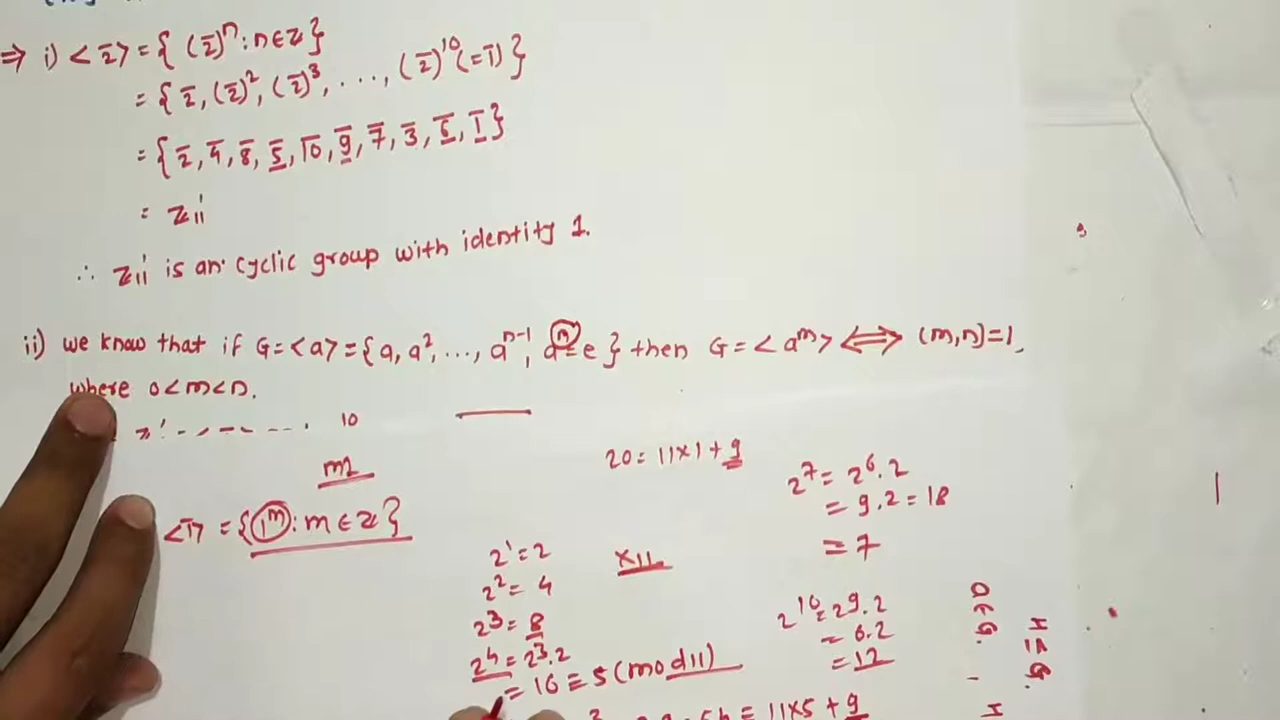 ⇒ i) <2̄> = { (2̄)ⁿ : n∈Z }
= { 2̄, (2̄)², (2̄)³, ..., (2̄)¹⁰ (=1̄) }
= { 2̄, 4̄, 8̄, 5̄, 10̄, 9̄, 7̄, 3̄, 6̄, 1̄ }
= Z₁₁'
∴ Z₁₁' is an cyclic group with identity 1.
ii) we know that if G = <a> = { a, a², ..., aⁿ⁻¹, aⁿ = e } then G = <aᵐ> ⟺ (m,n)=1,
where 0<m<n.
10
m1
<1̄> = { 1ᵐ : m∈Z }
20 = 11×1 + 9
2⁷ = 2⁶.2
= 9.2 = 18
= 7
2¹ = 2
2² = 4
2³ = 8
2⁴ = 2³.2
= 16 ≡ 5 (mod 11)
×11
2¹⁰ = 2⁹.2
= 6.2
= 12
a∈G.
H≤G.
≡ 11×5 + 9